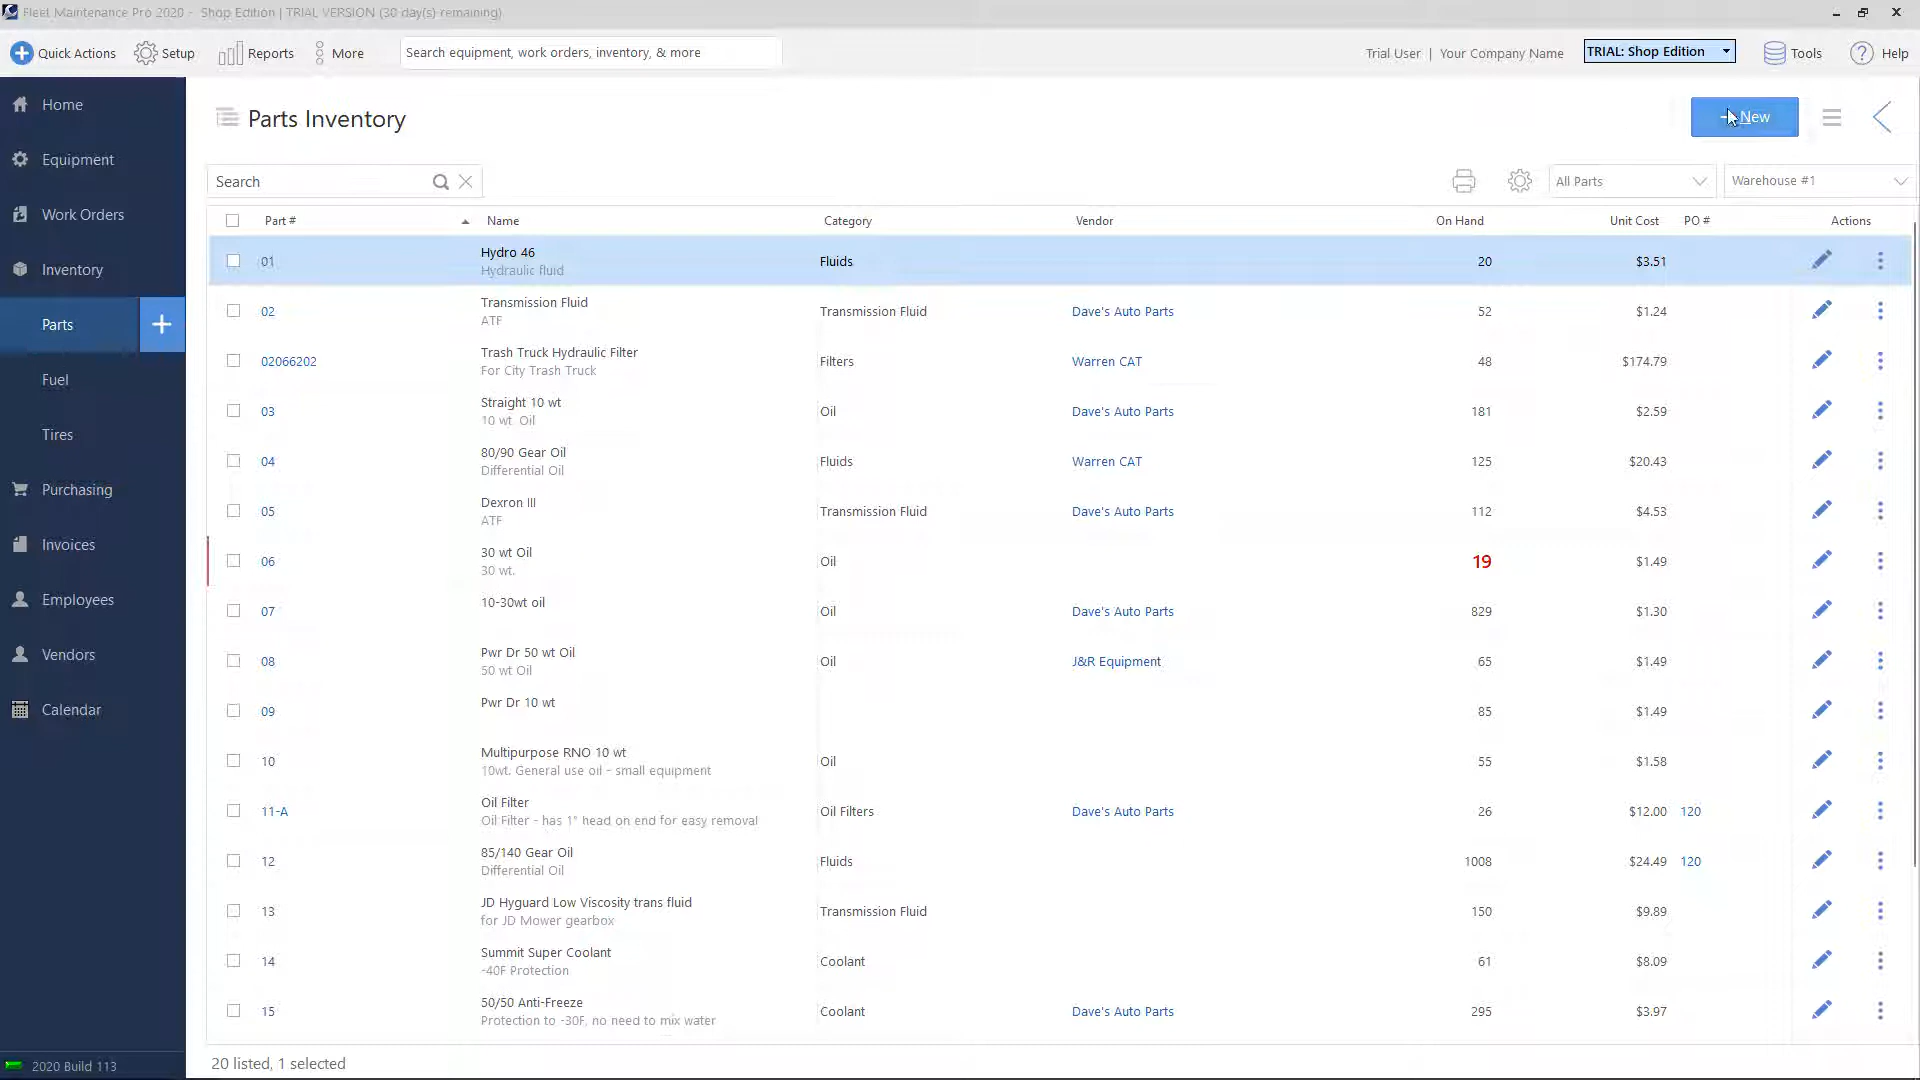 Fleet Maintenance Pro 2020 - Shop Edition | TRIAL VERSION (30 day(s) remaining)
Quick Actions Setup Reports More Search equipment, work orders, inventory, & more Trial User | Your Company Name TRIAL: Shop Edition Tools Help
Home
Equipment
Work Orders
Inventory
Parts
Fuel
Tires
Purchasing
Invoices
Employees
Vendors
Calendar
2020 Build 113
Parts Inventory
New
Search
All Parts
Warehouse #1
Part # Name Category Vendor On Hand Unit Cost PO # Actions
01 Hydro 46 Fluids 20 $3.51
Hydraulic fluid
02 Transmission Fluid Transmission Fluid Dave's Auto Parts 52 $1.24
ATF
02066202 Trash Truck Hydraulic Filter Filters Warren CAT 48 $174.79
For City Trash Truck
03 Straight 10 wt Oil Dave's Auto Parts 181 $2.59
10 wt. Oil
04 80/90 Gear Oil Fluids Warren CAT 125 $20.43
Differential Oil
05 Dexron III Transmission Fluid Dave's Auto Parts 112 $4.53
ATF
06 30 wt Oil Oil 19 $1.49
30 wt.
07 10-30wt oil Oil Dave's Auto Parts 829 $1.30
08 Pwr Dr 50 wt Oil Oil J&R Equipment 65 $1.49
50 wt Oil
09 Pwr Dr 10 wt 85 $1.49
10 Multipurpose RNO 10 wt Oil 55 $1.58
10wt. General use oil - small equipment
11-A Oil Filter Oil Filters Dave's Auto Parts 26 $12.00 120
Oil Filter - has 1" head on end for easy removal
12 85/140 Gear Oil Fluids 1008 $24.49 120
Differential Oil
13 JD Hyguard Low Viscosity trans fluid Transmission Fluid 150 $9.89
for JD Mower gearbox
14 Summit Super Coolant Coolant 61 $8.09
-40F Protection
15 50/50 Anti-Freeze Coolant Dave's Auto Parts 295 $3.97
Protection to -30F, no need to mix water
20 listed, 1 selected